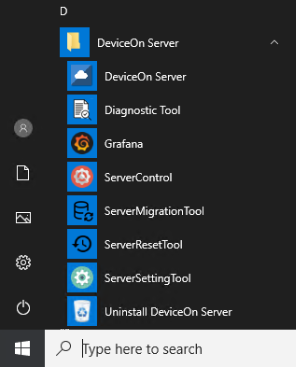 D
DeviceOn Server
DeviceOn Server
Diagnostic Tool
Grafana
ServerControl
ServerMigrationTool
ServerResetTool
ServerSettingTool
Uninstall DeviceOn Server
Type here to search